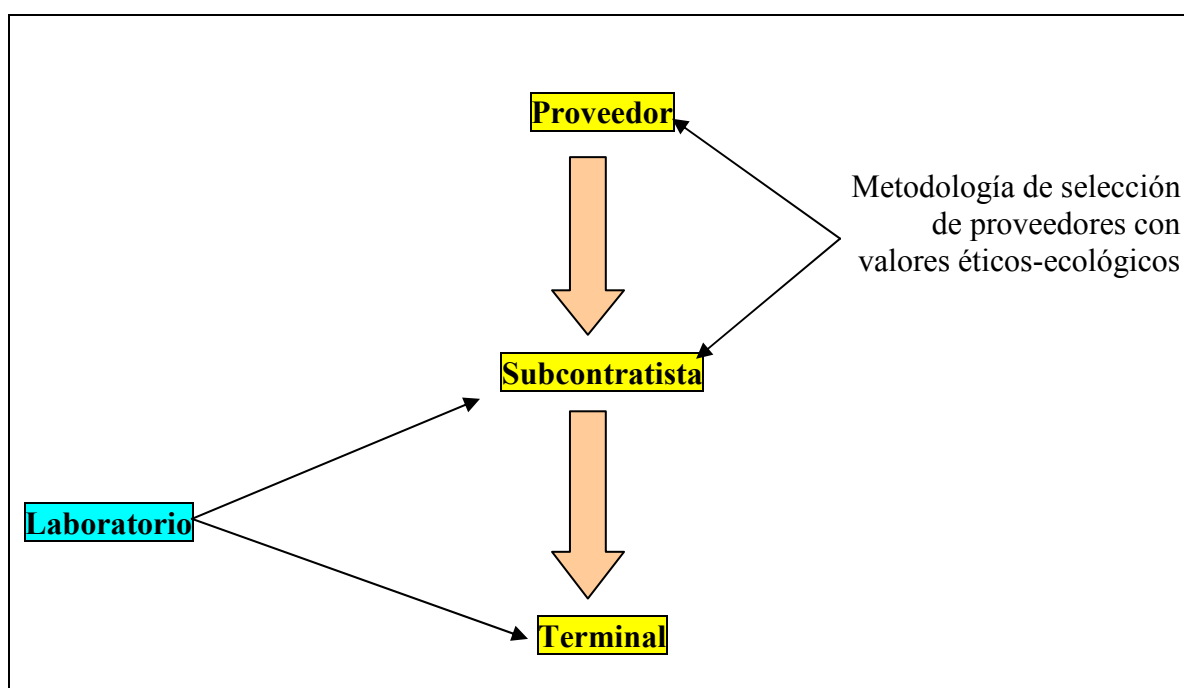 Proveedor
Metodología de selección
de proveedores con
valores éticos-ecológicos
Subcontratista
Laboratorio
Terminal